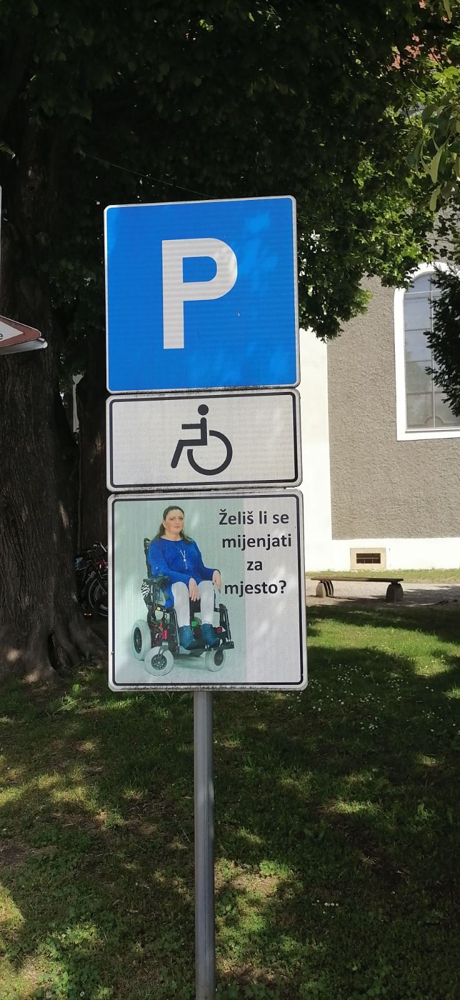 P
Želiš li se
mijenjati
za
mjesto?